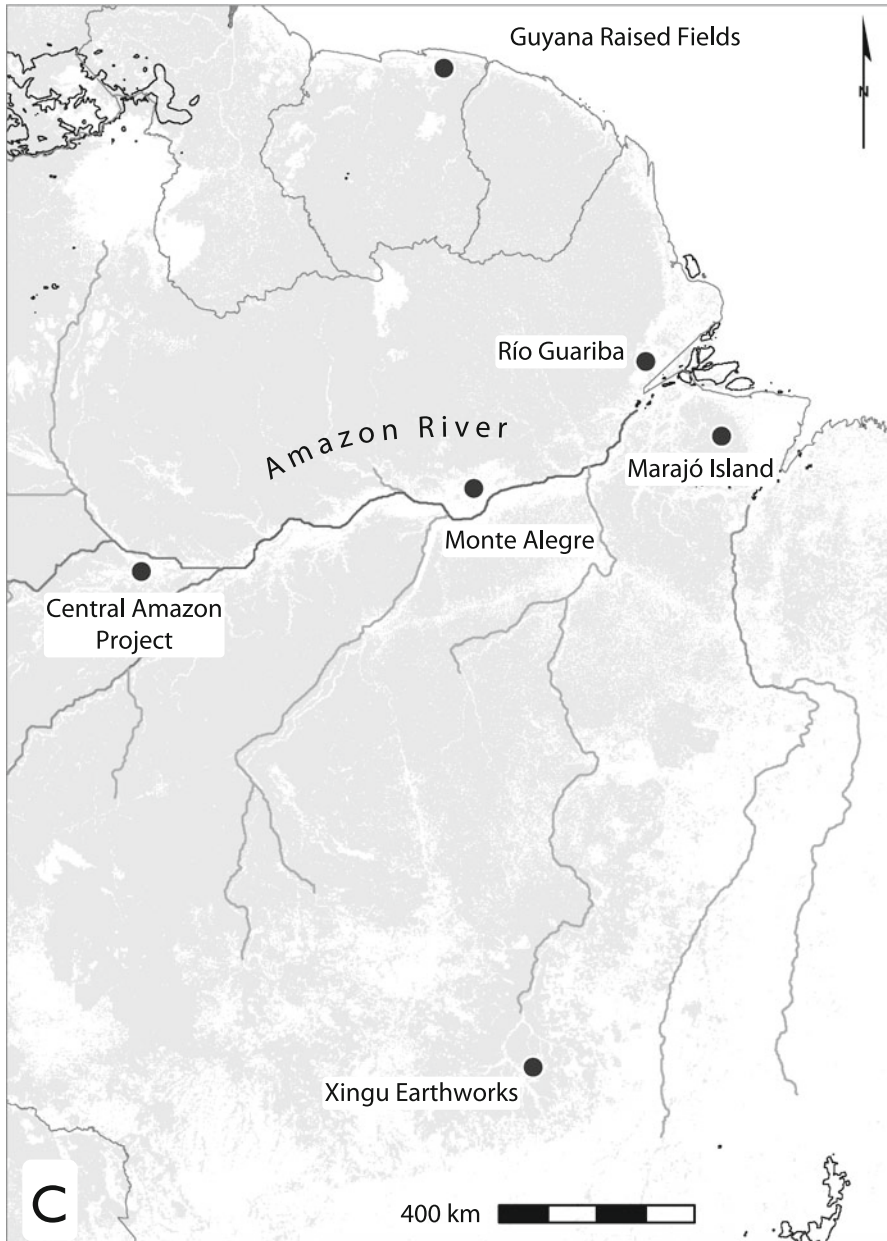 Guyana Raised Fields
N
Río Guariba
Amazon River
Marajó Island
Monte Alegre
Central Amazon
Project
Xingu Earthworks
C
400 km